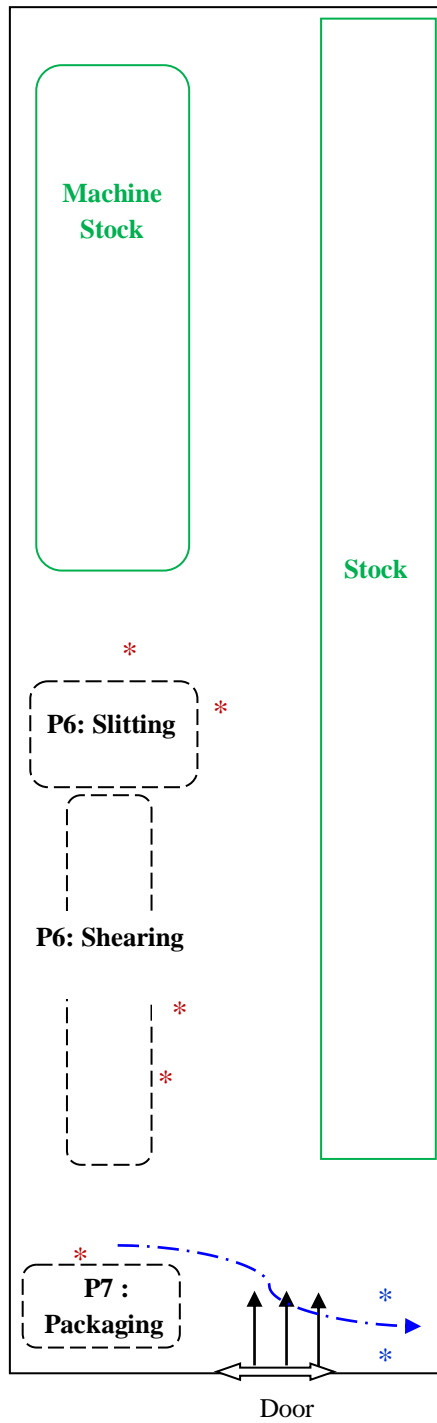 Machine
Stock
Stock
*
*
P6: Slitting
P6: Shearing
*
*
*
P7 :
Packaging
*
*
Door